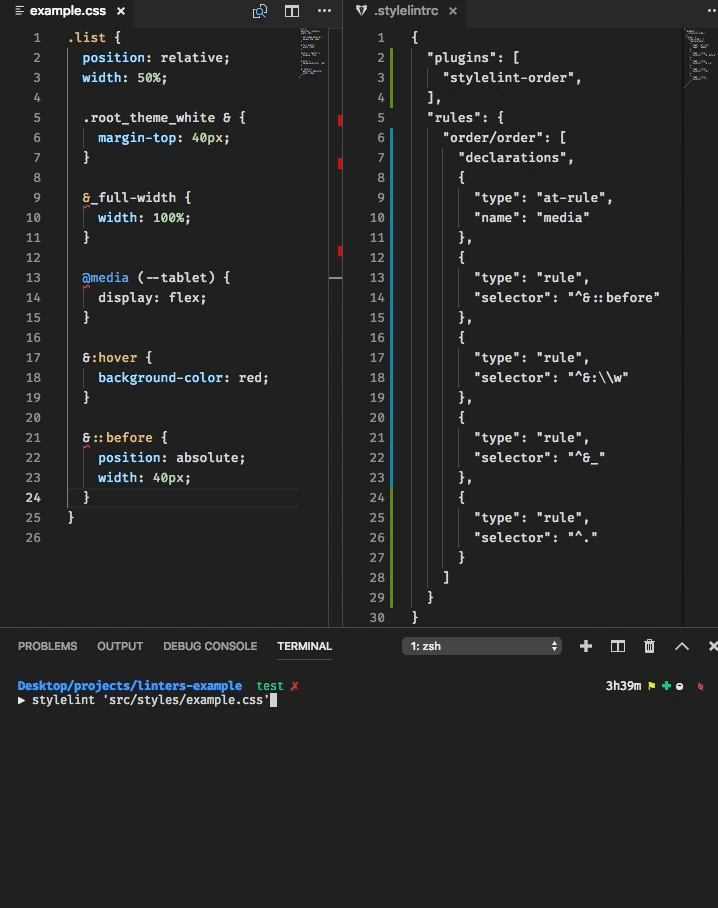 example.css
.stylelintrc
1 .list {
2 position: relative;
3 width: 50%;
4
5 .root_theme_white & {
6 margin-top: 40px;
7 }
8
9 &_full-width {
10 width: 100%;
11 }
12
13 @media (--tablet) {
14 display: flex;
15 }
16
17 &:hover {
18 background-color: red;
19 }
20
21 &::before {
22 position: absolute;
23 width: 40px;
24 }
25 }
26
1 {
2 "plugins": [
3 "stylelint-order",
4 ],
5 "rules": {
6 "order/order": [
7 "declarations",
8 {
9 "type": "at-rule",
10 "name": "media"
11 },
12 {
13 "type": "rule",
14 "selector": "^&::before"
15 },
16 {
17 "type": "rule",
18 "selector": "^&:\\w"
19 },
20 {
21 "type": "rule",
22 "selector": "^&_"
23 },
24 {
25 "type": "rule",
26 "selector": "^."
27 }
28 ]
29 }
30 }
PROBLEMS OUTPUT DEBUG CONSOLE TERMINAL 1: zsh
Desktop/projects/linters-example test ✗ 3h39m
► stylelint 'src/styles/example.css'